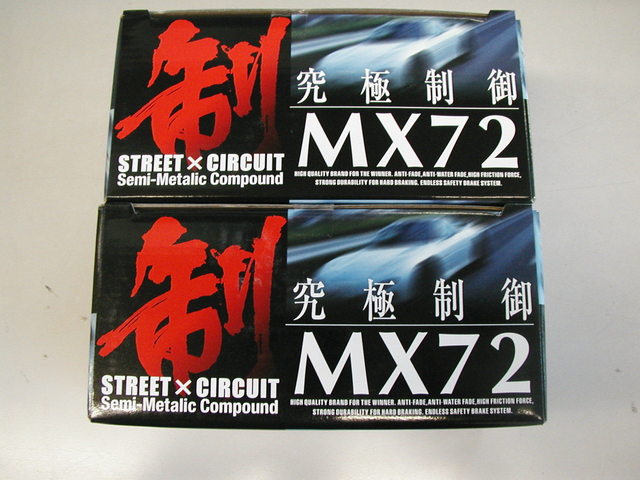 制
究極制御
MX72
STREET×CIRCUIT
Semi-Metalic Compound
HIGH QUALITY BRAND FOR THE WINNER. ANTI-FADE,ANTI-WATER FADE,HIGH FRICTION FORCE,
STRONG DURABILITY FOR HARD BRAKING. ENDLESS SAFETY BRAKE SYSTEM.
制
究極制御
MX72
STREET×CIRCUIT
Semi-Metalic Compound
HIGH QUALITY BRAND FOR THE WINNER. ANTI-FADE,ANTI-WATER FADE,HIGH FRICTION FORCE,
STRONG DURABILITY FOR HARD BRAKING. ENDLESS SAFETY BRAKE SYSTEM.